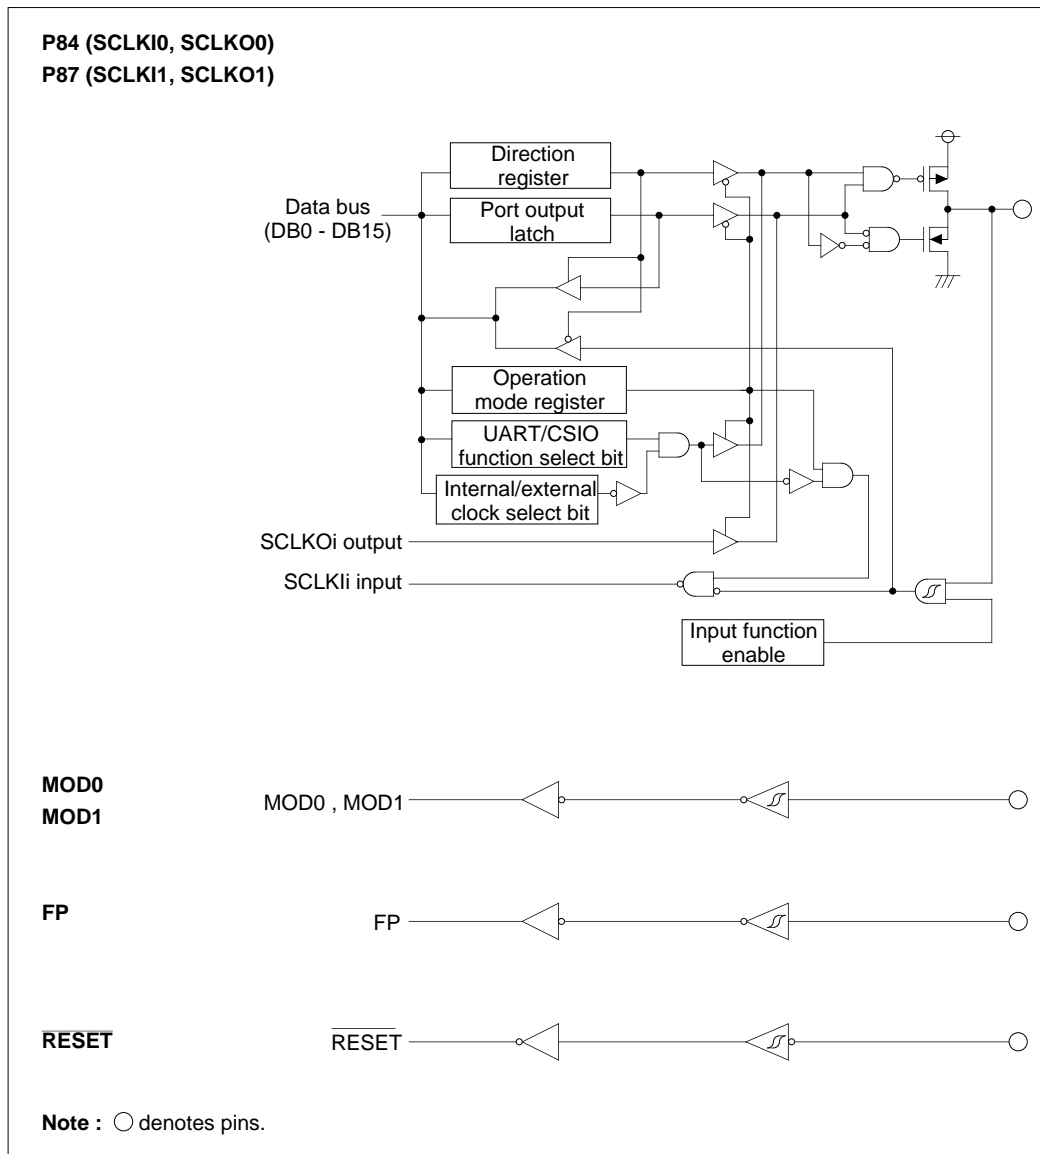 P84 (SCLKI0, SCLKO0)
P87 (SCLKI1, SCLKO1)
Direction
register
Data bus
(DB0 - DB15)
Port output
latch
Operation
mode register
UART/CSIO
function select bit
Internal/external
clock select bit
SCLKOi output
SCLKIi input
Input function
enable
MOD0
MOD1
MOD0 , MOD1
FP
FP
RESET
RESET
Note : ○ denotes pins.